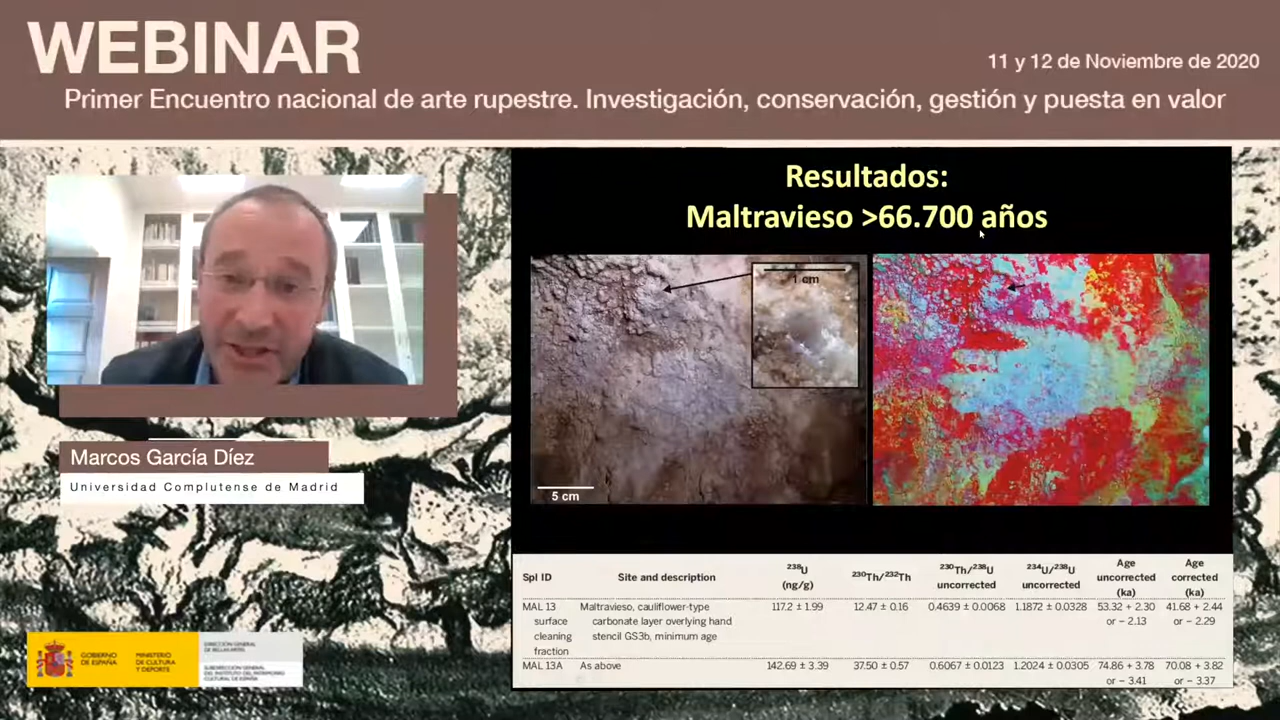 WEBINAR
11 y 12 de Noviembre de 2020
Primer Encuentro nacional de arte rupestre. Investigación, conservación, gestión y puesta en valor
Resultados:
Maltravieso >66.700 años
1 cm
5 cm
Marcos García Díez
Universidad Complutense de Madrid
Spl ID Site and description ²³⁸U (ng/g) ²³⁰Th/²³²Th ²³⁰Th/²³⁸U uncorrected ²³⁴U/²³⁸U uncorrected Age uncorrected (ka) Age corrected (ka)
MAL 13 Maltravieso, cauliflower-type 117.2 ± 1.99 12.47 ± 0.16 0.4639 ± 0.0068 1.1872 ± 0.0328 53.32 + 2.30 41.68 + 2.44
surface carbonate layer overlying hand or − 2.13 or − 2.29
cleaning stencil GS3b, minimum age
fraction
MAL 13A As above 142.69 ± 3.39 37.50 ± 0.57 0.6067 ± 0.0123 1.2024 ± 0.0305 74.86 + 3.78 70.08 + 3.82
or − 3.41 or − 3.37
GOBIERNO DE ESPAÑA
MINISTERIO DE CULTURA Y DEPORTE
DIRECCIÓN GENERAL DE BELLAS ARTES